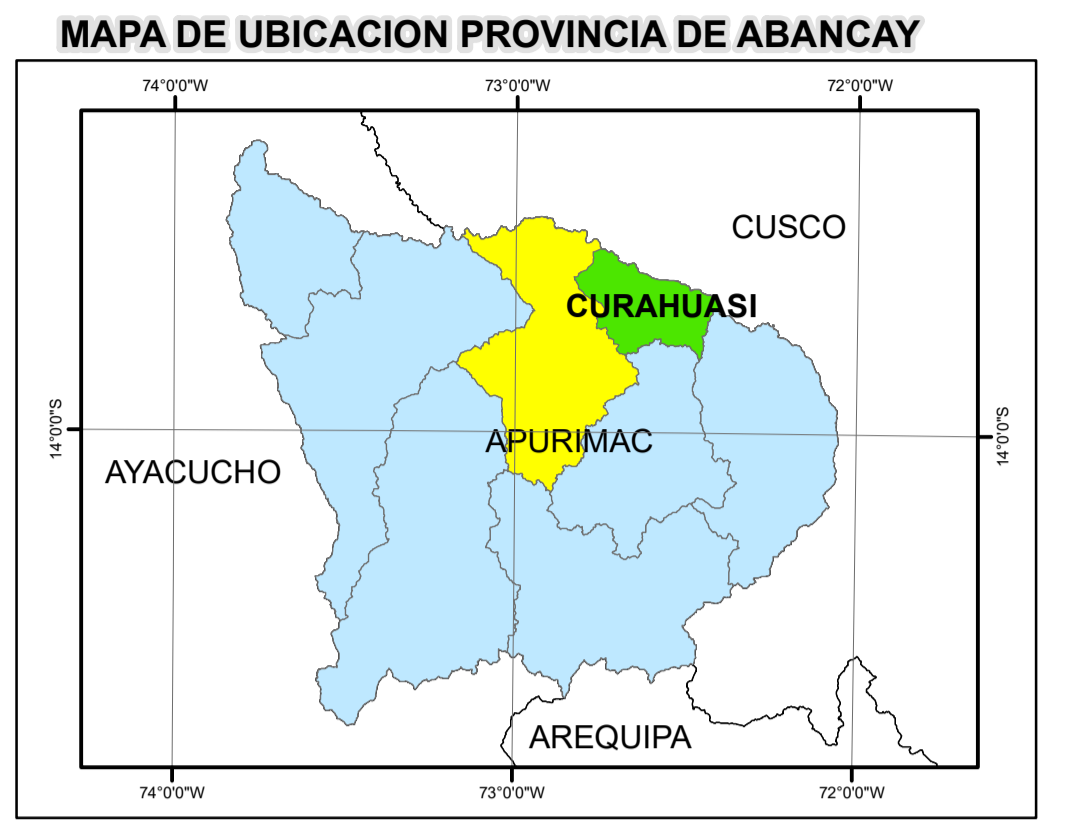 MAPA DE UBICACION PROVINCIA DE ABANCAY
74°0'0"W
73°0'0"W
72°0'0"W
CUSCO
CURAHUASI
14°0'0"S
14°0'0"S
APURIMAC
AYACUCHO
AREQUIPA
74°0'0"W
73°0'0"W
72°0'0"W